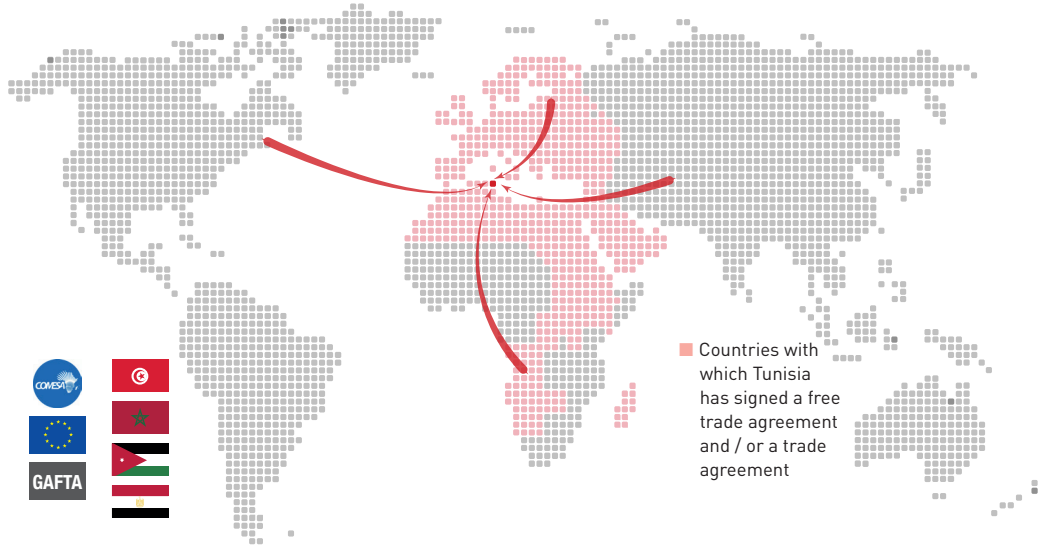 COMESA
GAFTA
Countries with
which Tunisia
has signed a free
trade agreement
and / or a trade
agreement